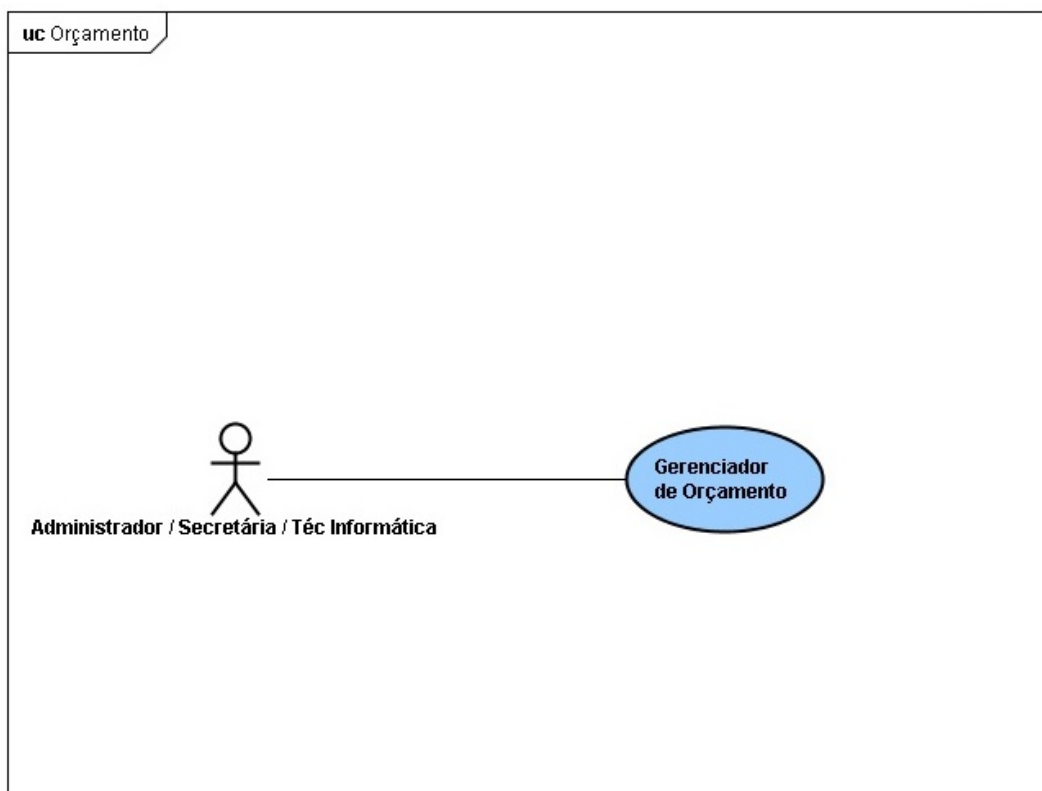 uc Orçamento
Administrador / Secretária / Téc Informática
Gerenciador
de Orçamento